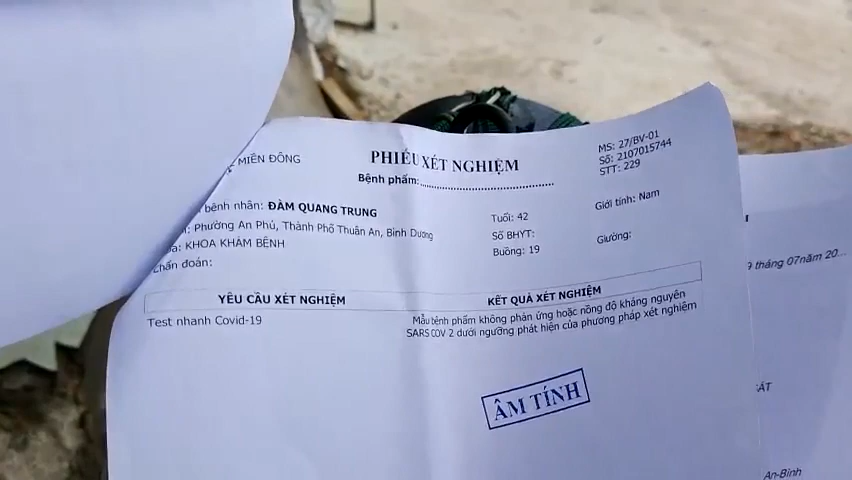 MIỀN ĐÔNG
PHIẾU XÉT NGHIỆM
Bệnh phẩm:
MS: 27/BV-01
Số: 2107015744
STT: 229
bệnh nhân: ĐÀM QUANG TRUNG
Tuổi: 42
Giới tính: Nam
Phường An Phú, Thành Phố Thuận An, Bình Dương
Số BHYT:
KHOA KHÁM BỆNH
Buồng: 19
Giường:
Chẩn đoán:
YÊU CẦU XÉT NGHIỆM
KẾT QUẢ XÉT NGHIỆM
Test nhanh Covid-19
Mẫu bệnh phẩm không phản ứng hoặc nồng độ kháng nguyên
SARS COV 2 dưới ngưỡng phát hiện của phương pháp xét nghiệm
ÂM TÍNH
9 tháng 07năm 20...
An-Bình